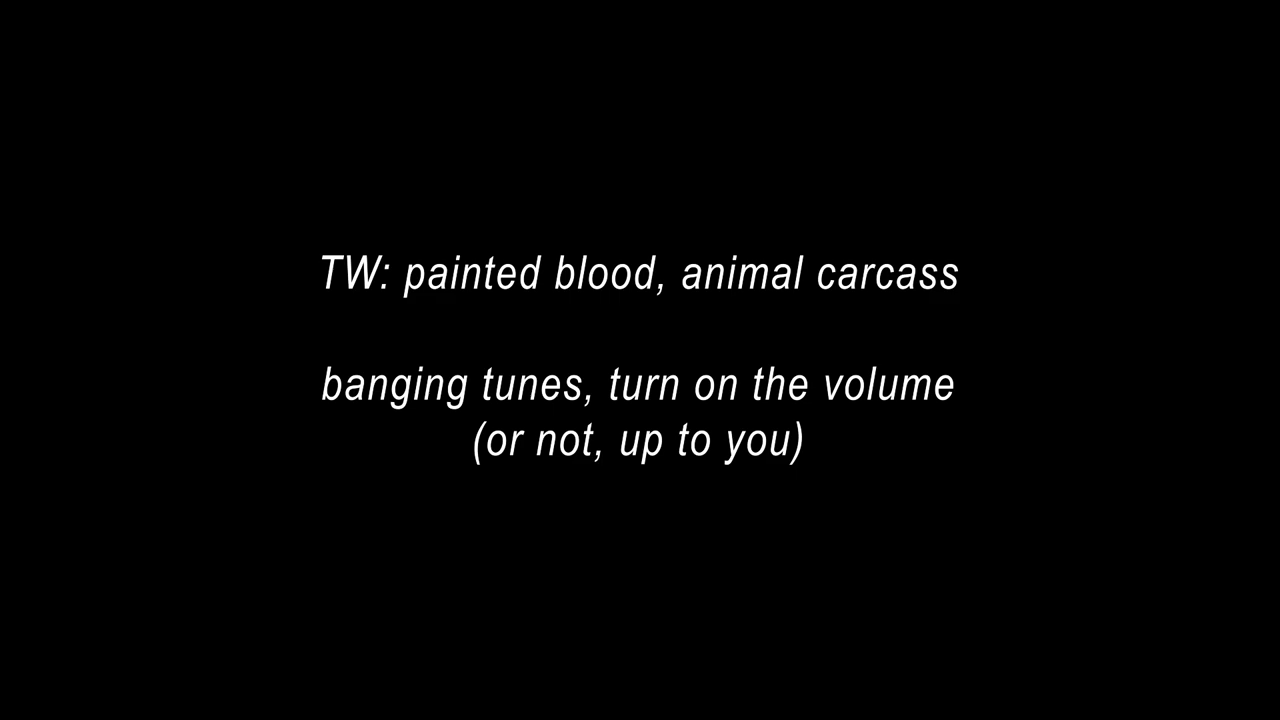 TW: painted blood, animal carcass
banging tunes, turn on the volume
(or not, up to you)